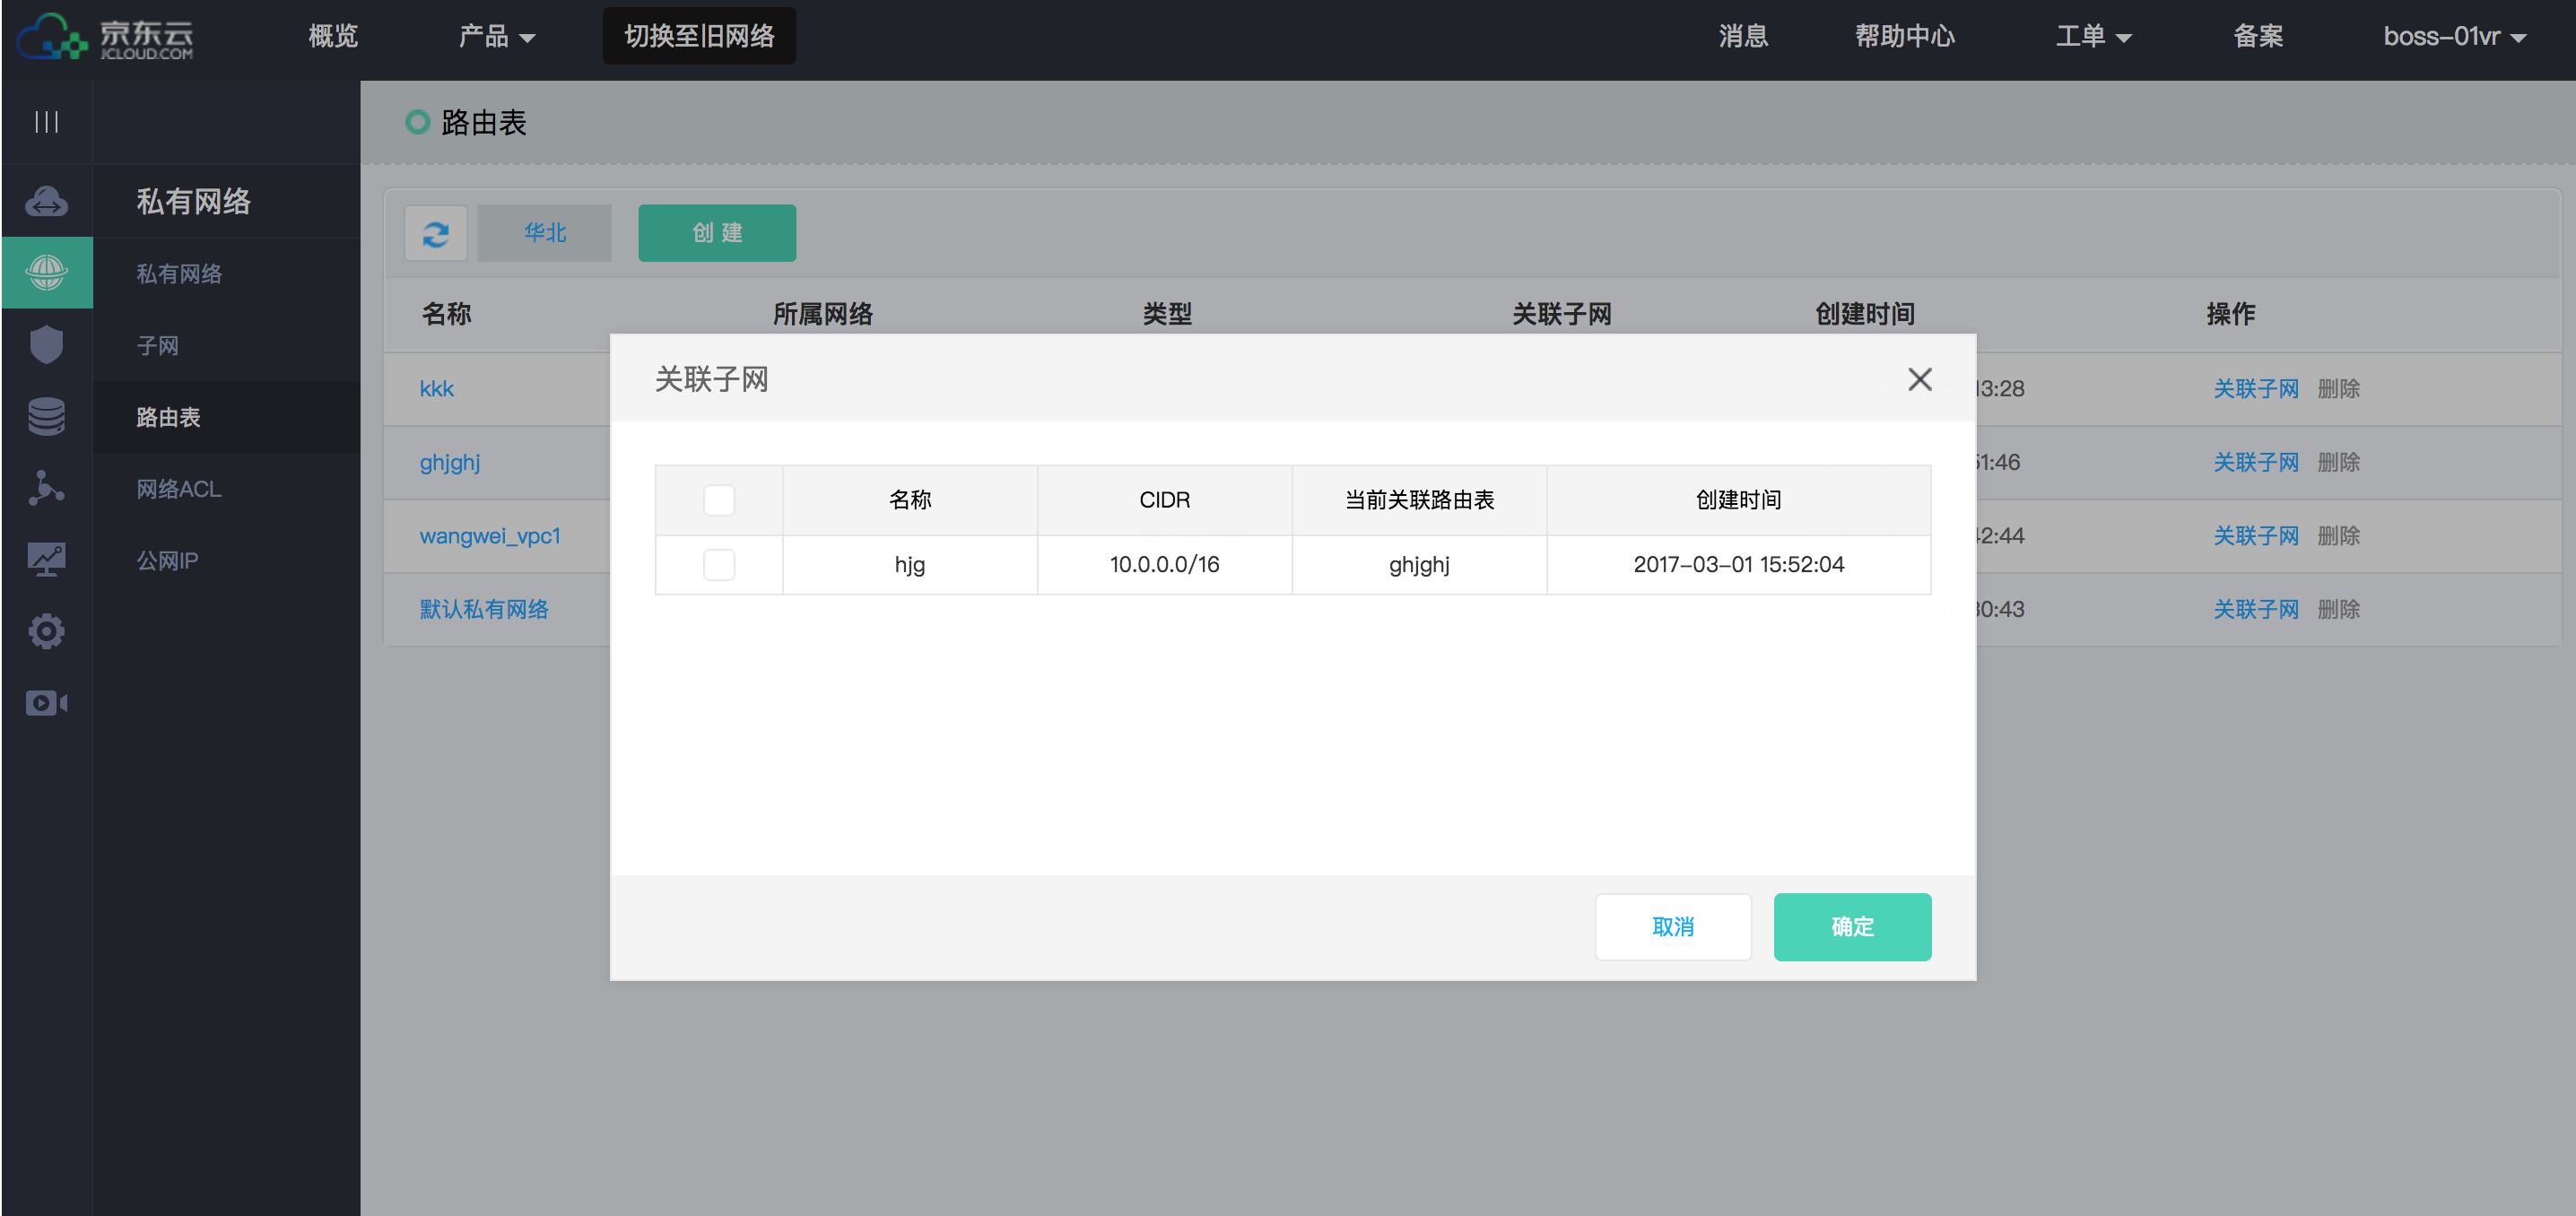 京东云 JCLOUD.COM 概览 产品 切换至旧网络 消息 帮助中心 工单 备案 boss-01vr
路由表
私有网络
私有网络
子网
路由表
网络ACL
公网IP
华北 创 建
名称 所属网络 类型 关联子网 创建时间 操作
kkk 13:28 关联子网 删除
ghjghj 51:46 关联子网 删除
wangwei_vpc1 42:44 关联子网 删除
默认私有网络 30:43 关联子网 删除
关联子网
名称 CIDR 当前关联路由表 创建时间
hjg 10.0.0.0/16 ghjghj 2017-03-01 15:52:04
取消 确定